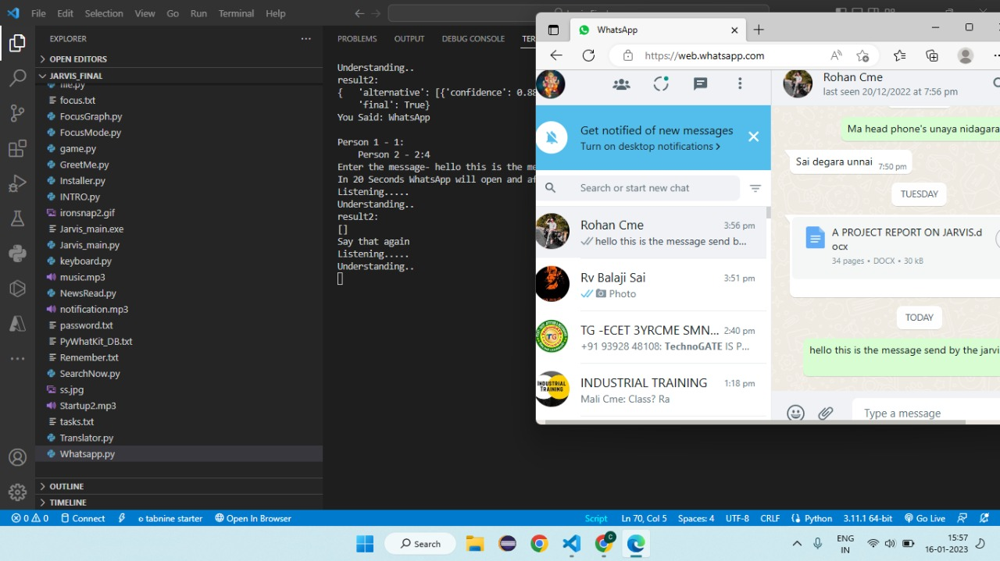 File Edit Selection View Go Run Terminal Help
EXPLORER
OPEN EDITORS
JARVIS_FINAL
focus.txt
FocusGraph.py
FocusMode.py
game.py
GreetMe.py
Installer.py
INTRO.py
ironsnap2.gif
Jarvis_main.exe
Jarvis_main.py
keyboard.py
music.mp3
NewsRead.py
notification.mp3
password.txt
PyWhatKit_DB.txt
Remember.txt
SearchNow.py
ss.jpg
Startup2.mp3
tasks.txt
Translator.py
Whatsapp.py
OUTLINE
TIMELINE
PROBLEMS OUTPUT DEBUG CONSOLE TER
Understanding..
result2:
{ 'alternative': [{'confidence': 0.88
'final': True}
You Said: WhatsApp
Person 1 - 1:
Person 2 - 2:4
Enter the message- hello this is the me
In 20 Seconds WhatsApp will open and af
Listening.....
Understanding..
result2:
[]
Say that again
Listening.....
Understanding..
WhatsApp
https://web.whatsapp.com
Get notified of new messages
Turn on desktop notifications
Search or start new chat
Rohan Cme 3:56 pm
hello this is the message send b...
Rv Balaji Sai 3:51 pm
Photo
TG -ECET 3YRCME SMN... 2:40 pm
+91 93928 48108: TechnoGATE IS P...
INDUSTRIAL TRAINING 1:18 pm
Mali Cme: Class? Ra
Rohan Cme
last seen 20/12/2022 at 7:56 pm
Ma head phone's unaya nidagara
Sai degara unnai 7:50 pm
TUESDAY
A PROJECT REPORT ON JARVIS.d
ocx
34 pages • DOCX • 30 kB
TODAY
hello this is the message send by the jarvi
Type a message
0 0 Connect tabnine starter Open In Browser Script Ln 70, Col 5 Spaces: 4 UTF-8 CRLF Python 3.11.1 64-bit Go Live
Search
ENG
IN
15:57
16-01-2023